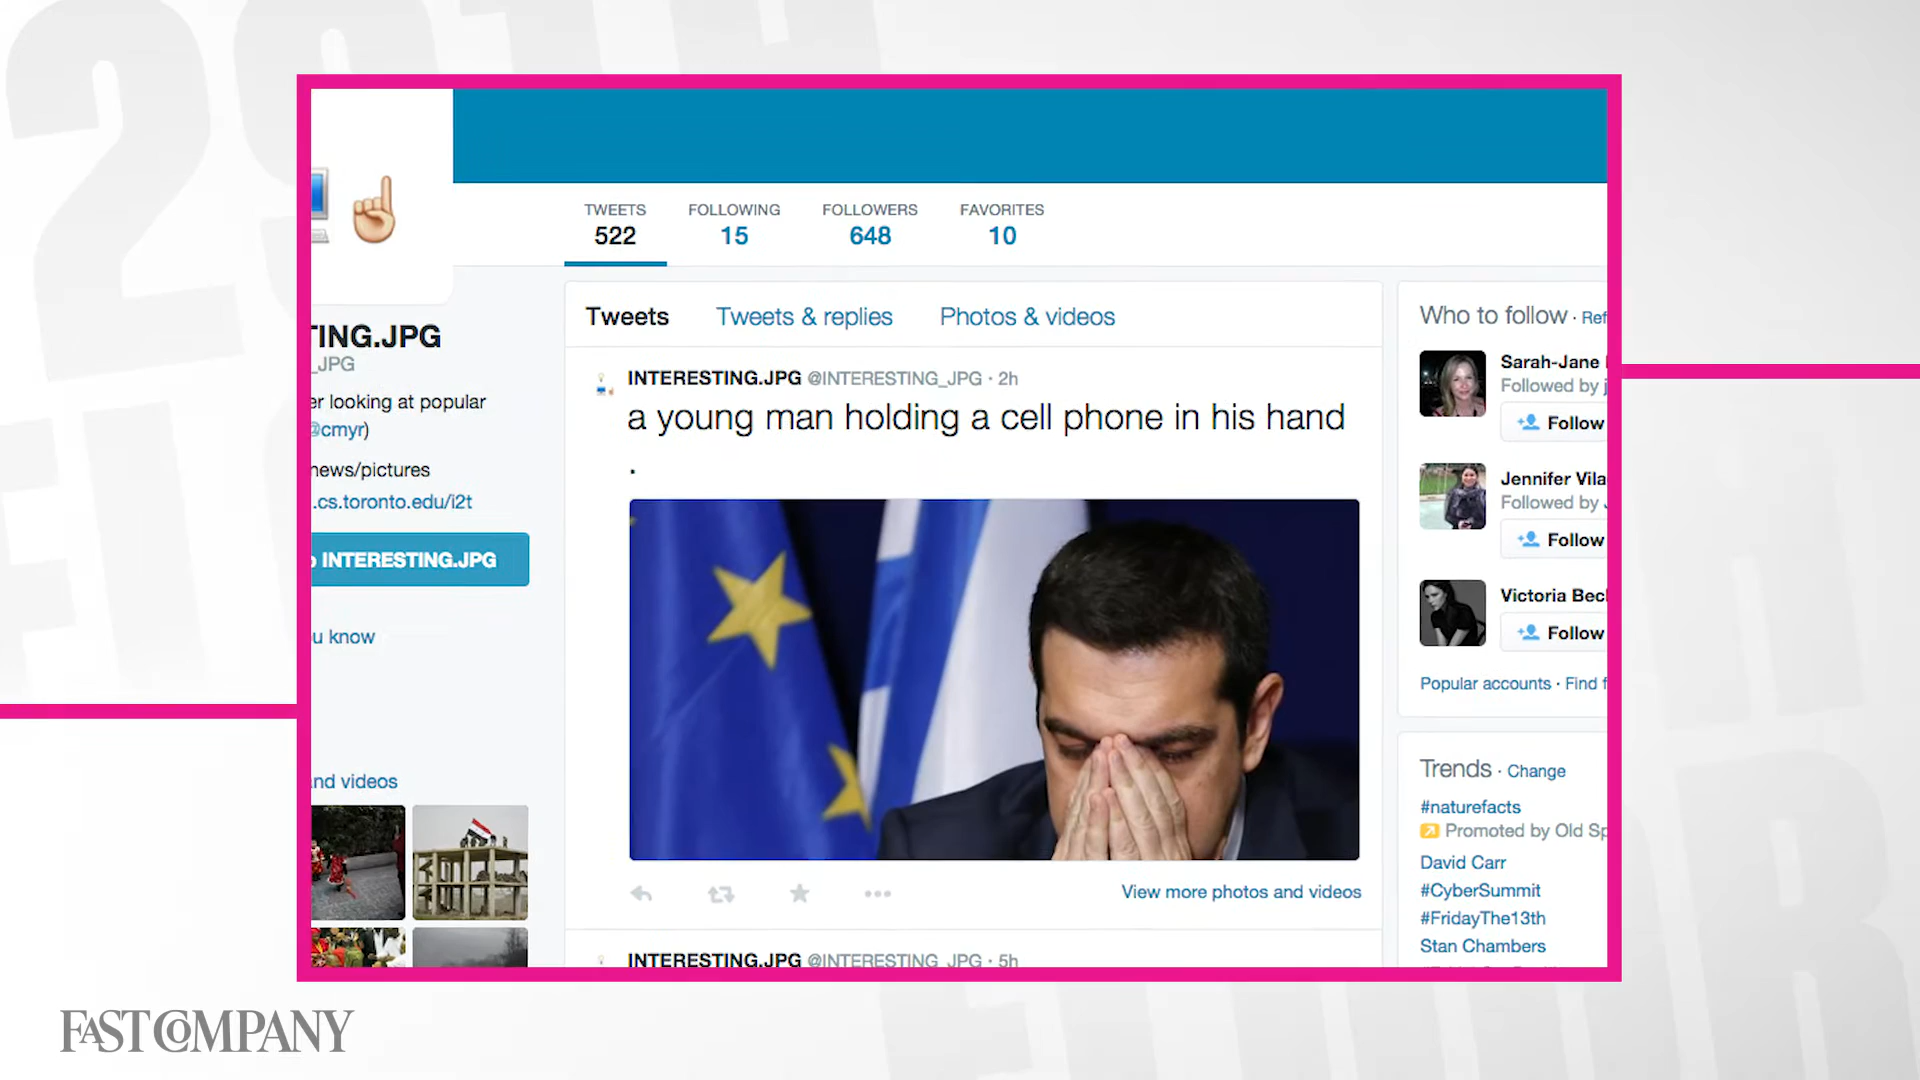 TWEETS FOLLOWING FOLLOWERS FAVORITES
522 15 648 10
TING.JPG
_JPG
er looking at popular
@cmyr)
news/pictures
.cs.toronto.edu/i2t
INTERESTING.JPG
u know
and videos
Tweets Tweets & replies Photos & videos
INTERESTING.JPG @INTERESTING_JPG · 2h
a young man holding a cell phone in his hand
.
View more photos and videos
INTERESTING.JPG @INTERESTING_JPG · 5h
Who to follow · Ref
Sarah-Jane
Followed by j
Follow
Jennifer Vila
Followed by
Follow
Victoria Bec
Follow
Popular accounts · Find f
Trends · Change
#naturefacts
Promoted by Old Sp
David Carr
#CyberSummit
#FridayThe13th
Stan Chambers
FAST COMPANY